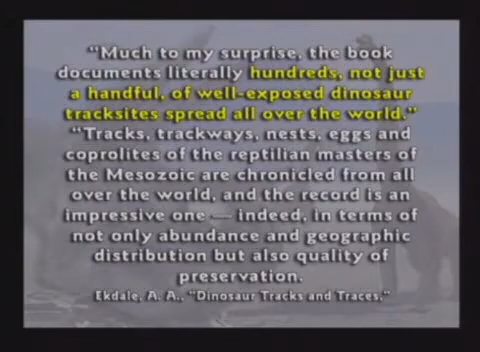 “Much to my surprise, the book
documents literally hundreds, not just
a handful, of well-exposed dinosaur
tracksites spread all over the world.”
“Tracks, trackways, nests, eggs and
coprolites of the reptilian masters of
the Mesozoic are chronicled from all
over the world, and the record is an
impressive one — indeed, in terms of
not only abundance and geographic
distribution but also quality of
preservation.
Ekdale, A. A., “Dinosaur Tracks and Traces,”